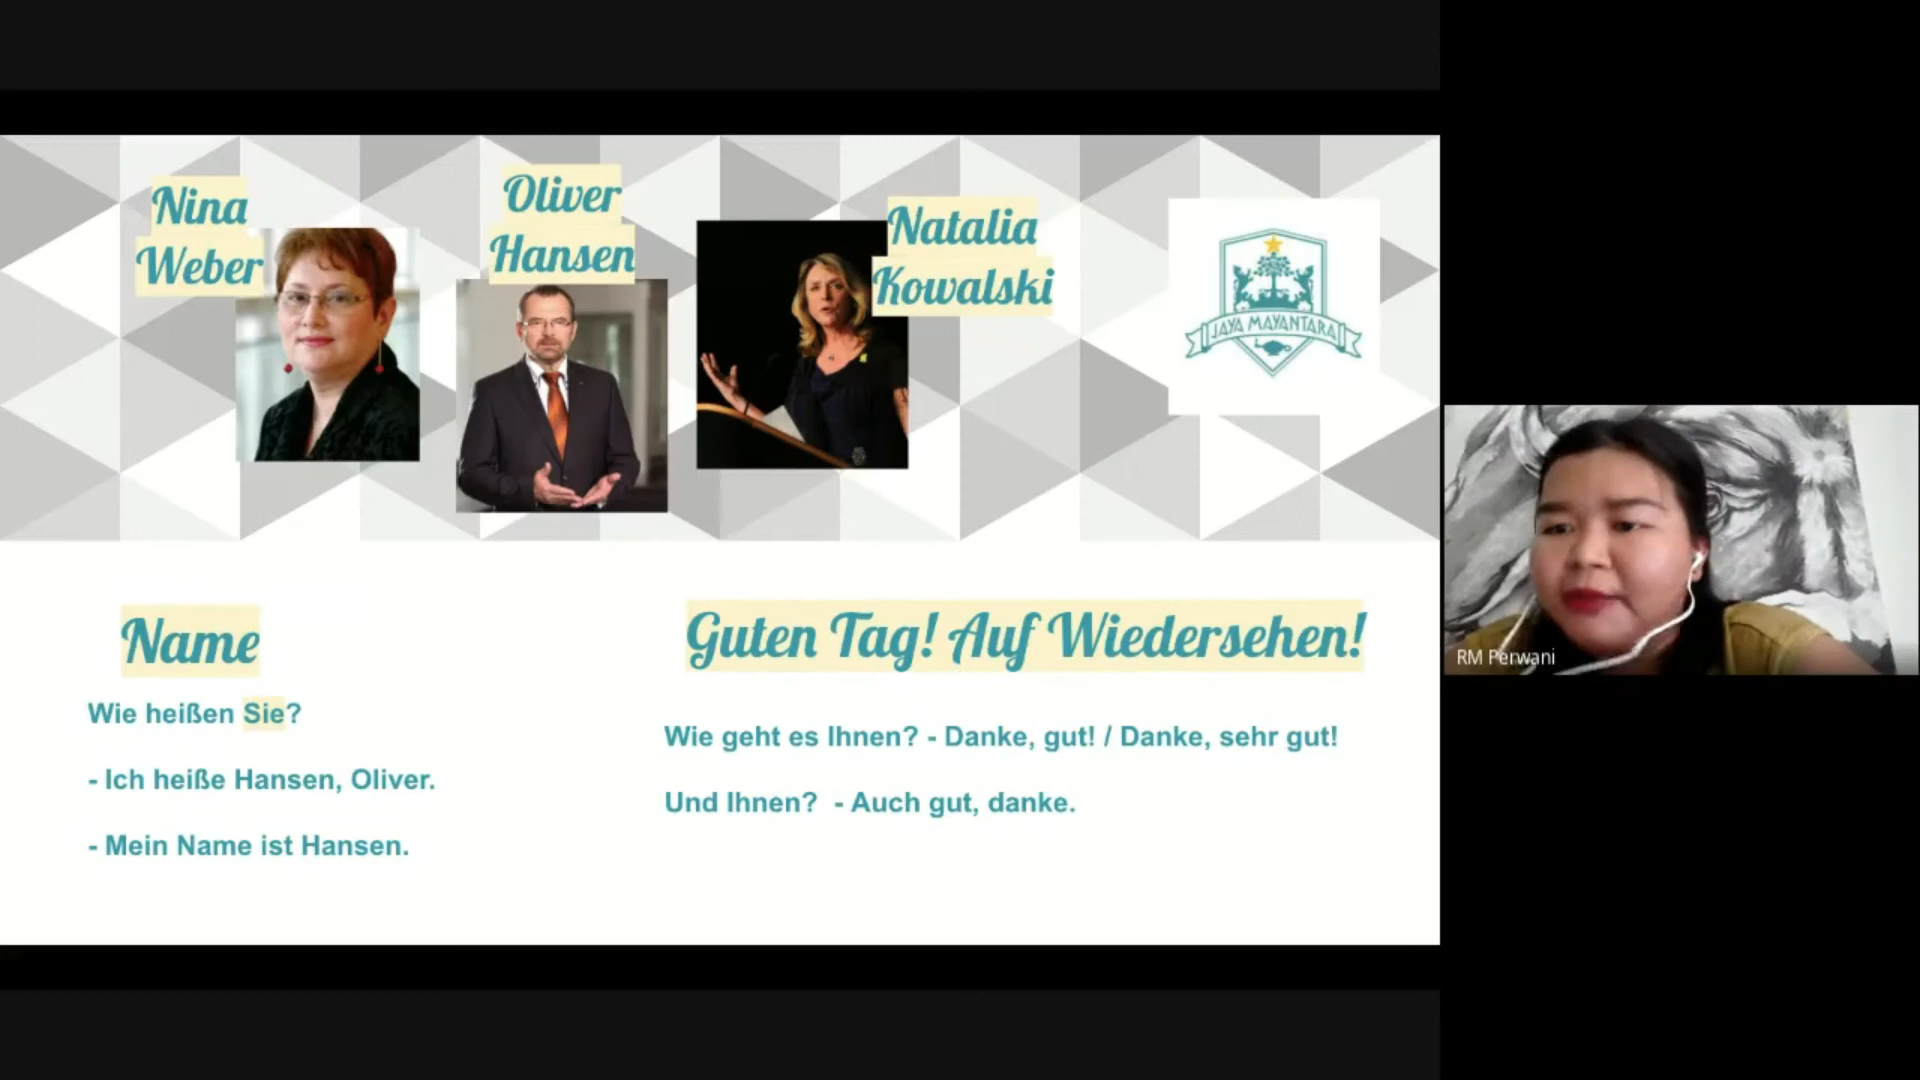 Nina
Weber
Oliver
Hansen
Natalia
Kowalski
JAYA MAYANTARA
Name
Wie heißen Sie?
- Ich heiße Hansen, Oliver.
- Mein Name ist Hansen.
Guten Tag! Auf Wiedersehen!
Wie geht es Ihnen? - Danke, gut! / Danke, sehr gut!
Und Ihnen?  - Auch gut, danke.
RM Perwani